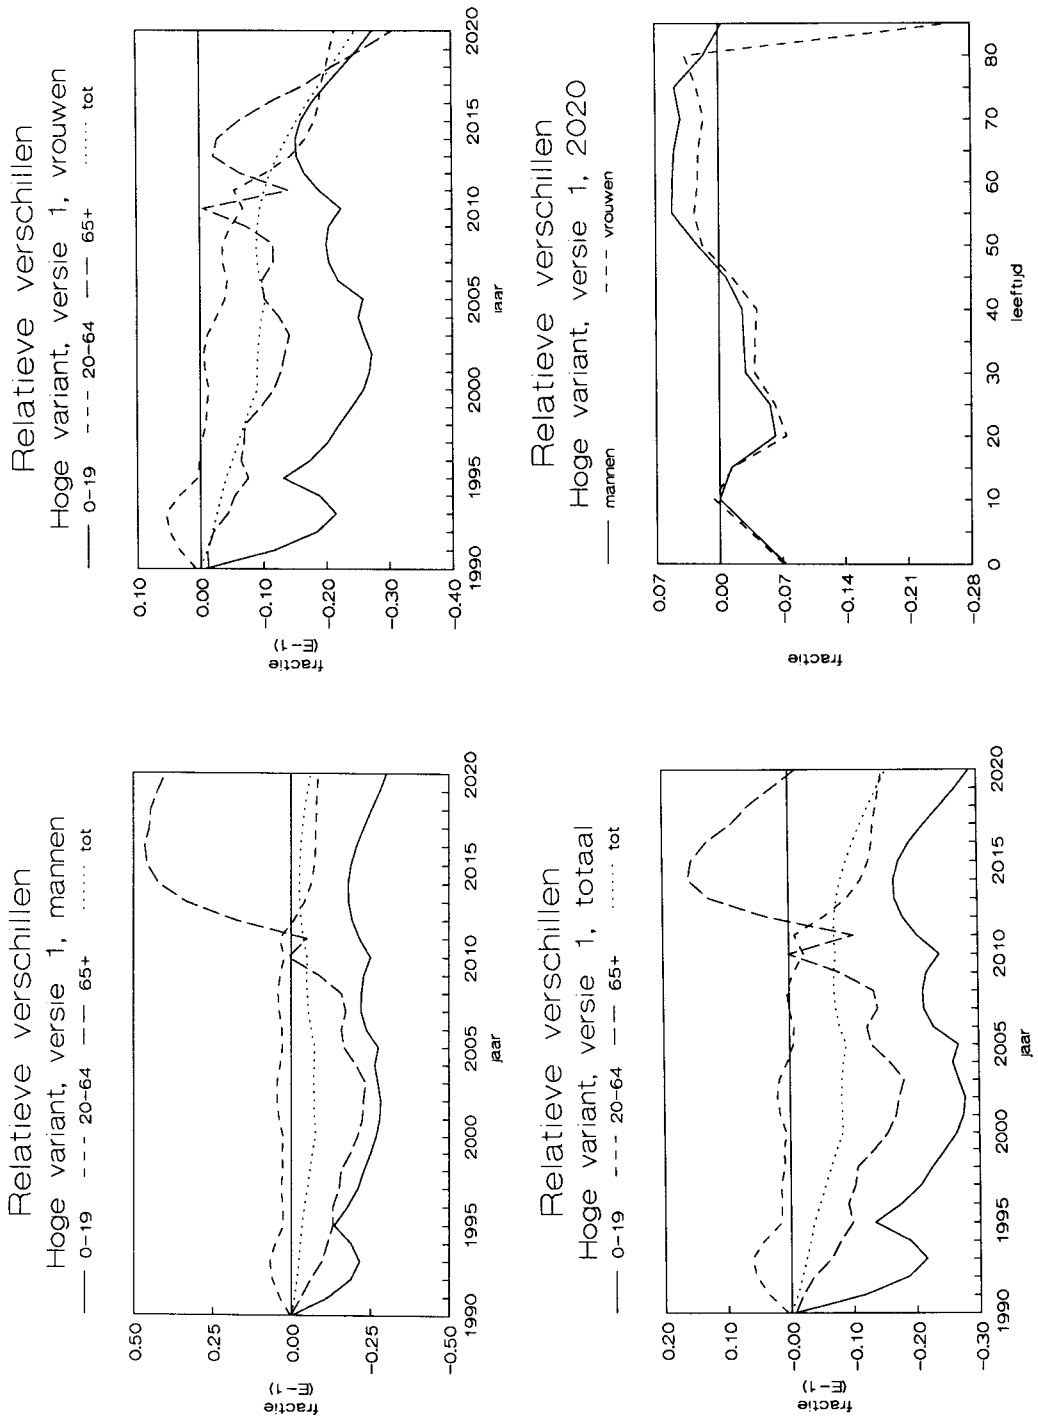 Relatieve verschillen
Hoge variant, versie 1, mannen
0-19 20-64 65+ tot
0.50
0.25
0.00
-0.25
-0.50
fractie
(E-1)
1990 1995 2000 2005 2010 2015 2020
jaar
Relatieve verschillen
Hoge variant, versie 1, vrouwen
0-19 20-64 65+ tot
0.10
0.00
-0.10
-0.20
-0.30
-0.40
fractie
(E-1)
1990 1995 2000 2005 2010 2015 2020
jaar
Relatieve verschillen
Hoge variant, versie 1, totaal
0-19 20-64 65+ tot
0.20
0.10
-0.00
-0.10
-0.20
-0.30
fractie
(E-1)
1990 1995 2000 2005 2010 2015 2020
jaar
Relatieve verschillen
Hoge variant, versie 1, 2020
mannen vrouwen
0.07
0.00
-0.07
-0.14
-0.21
-0.28
fractie
0 10 20 30 40 50 60 70 80
leeftijd